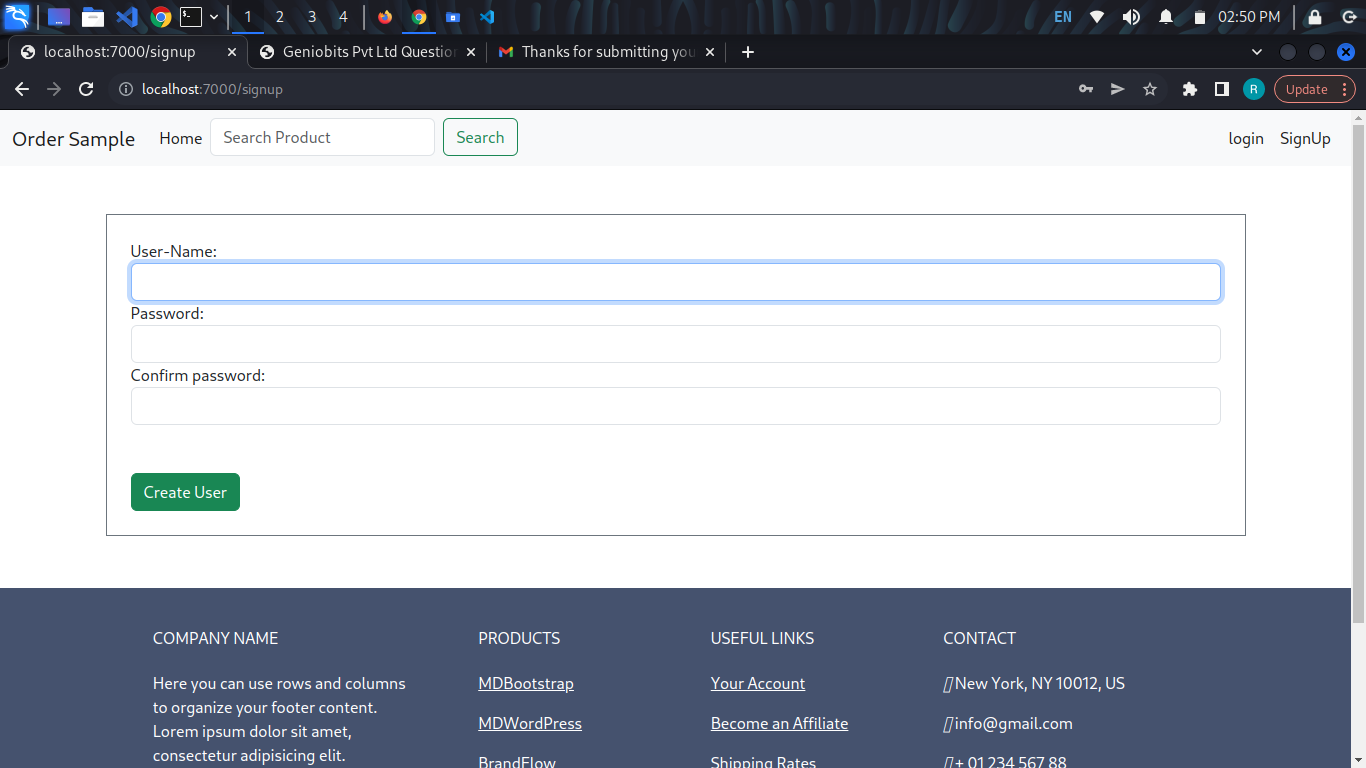 1 2 3 4 EN 02:50 PM
localhost:7000/signup Geniobits Pvt Ltd Question Thanks for submitting you
localhost:7000/signup R Update
Order Sample Home Search Product Search login SignUp
User-Name:
Password:
Confirm password:
Create User
COMPANY NAME
Here you can use rows and columns
to organize your footer content.
Lorem ipsum dolor sit amet,
consectetur adipisicing elit.
PRODUCTS
MDBootstrap
MDWordPress
BrandFlow
USEFUL LINKS
Your Account
Become an Affiliate
Shipping Rates
CONTACT
New York, NY 10012, US
info@gmail.com
+ 01 234 567 88